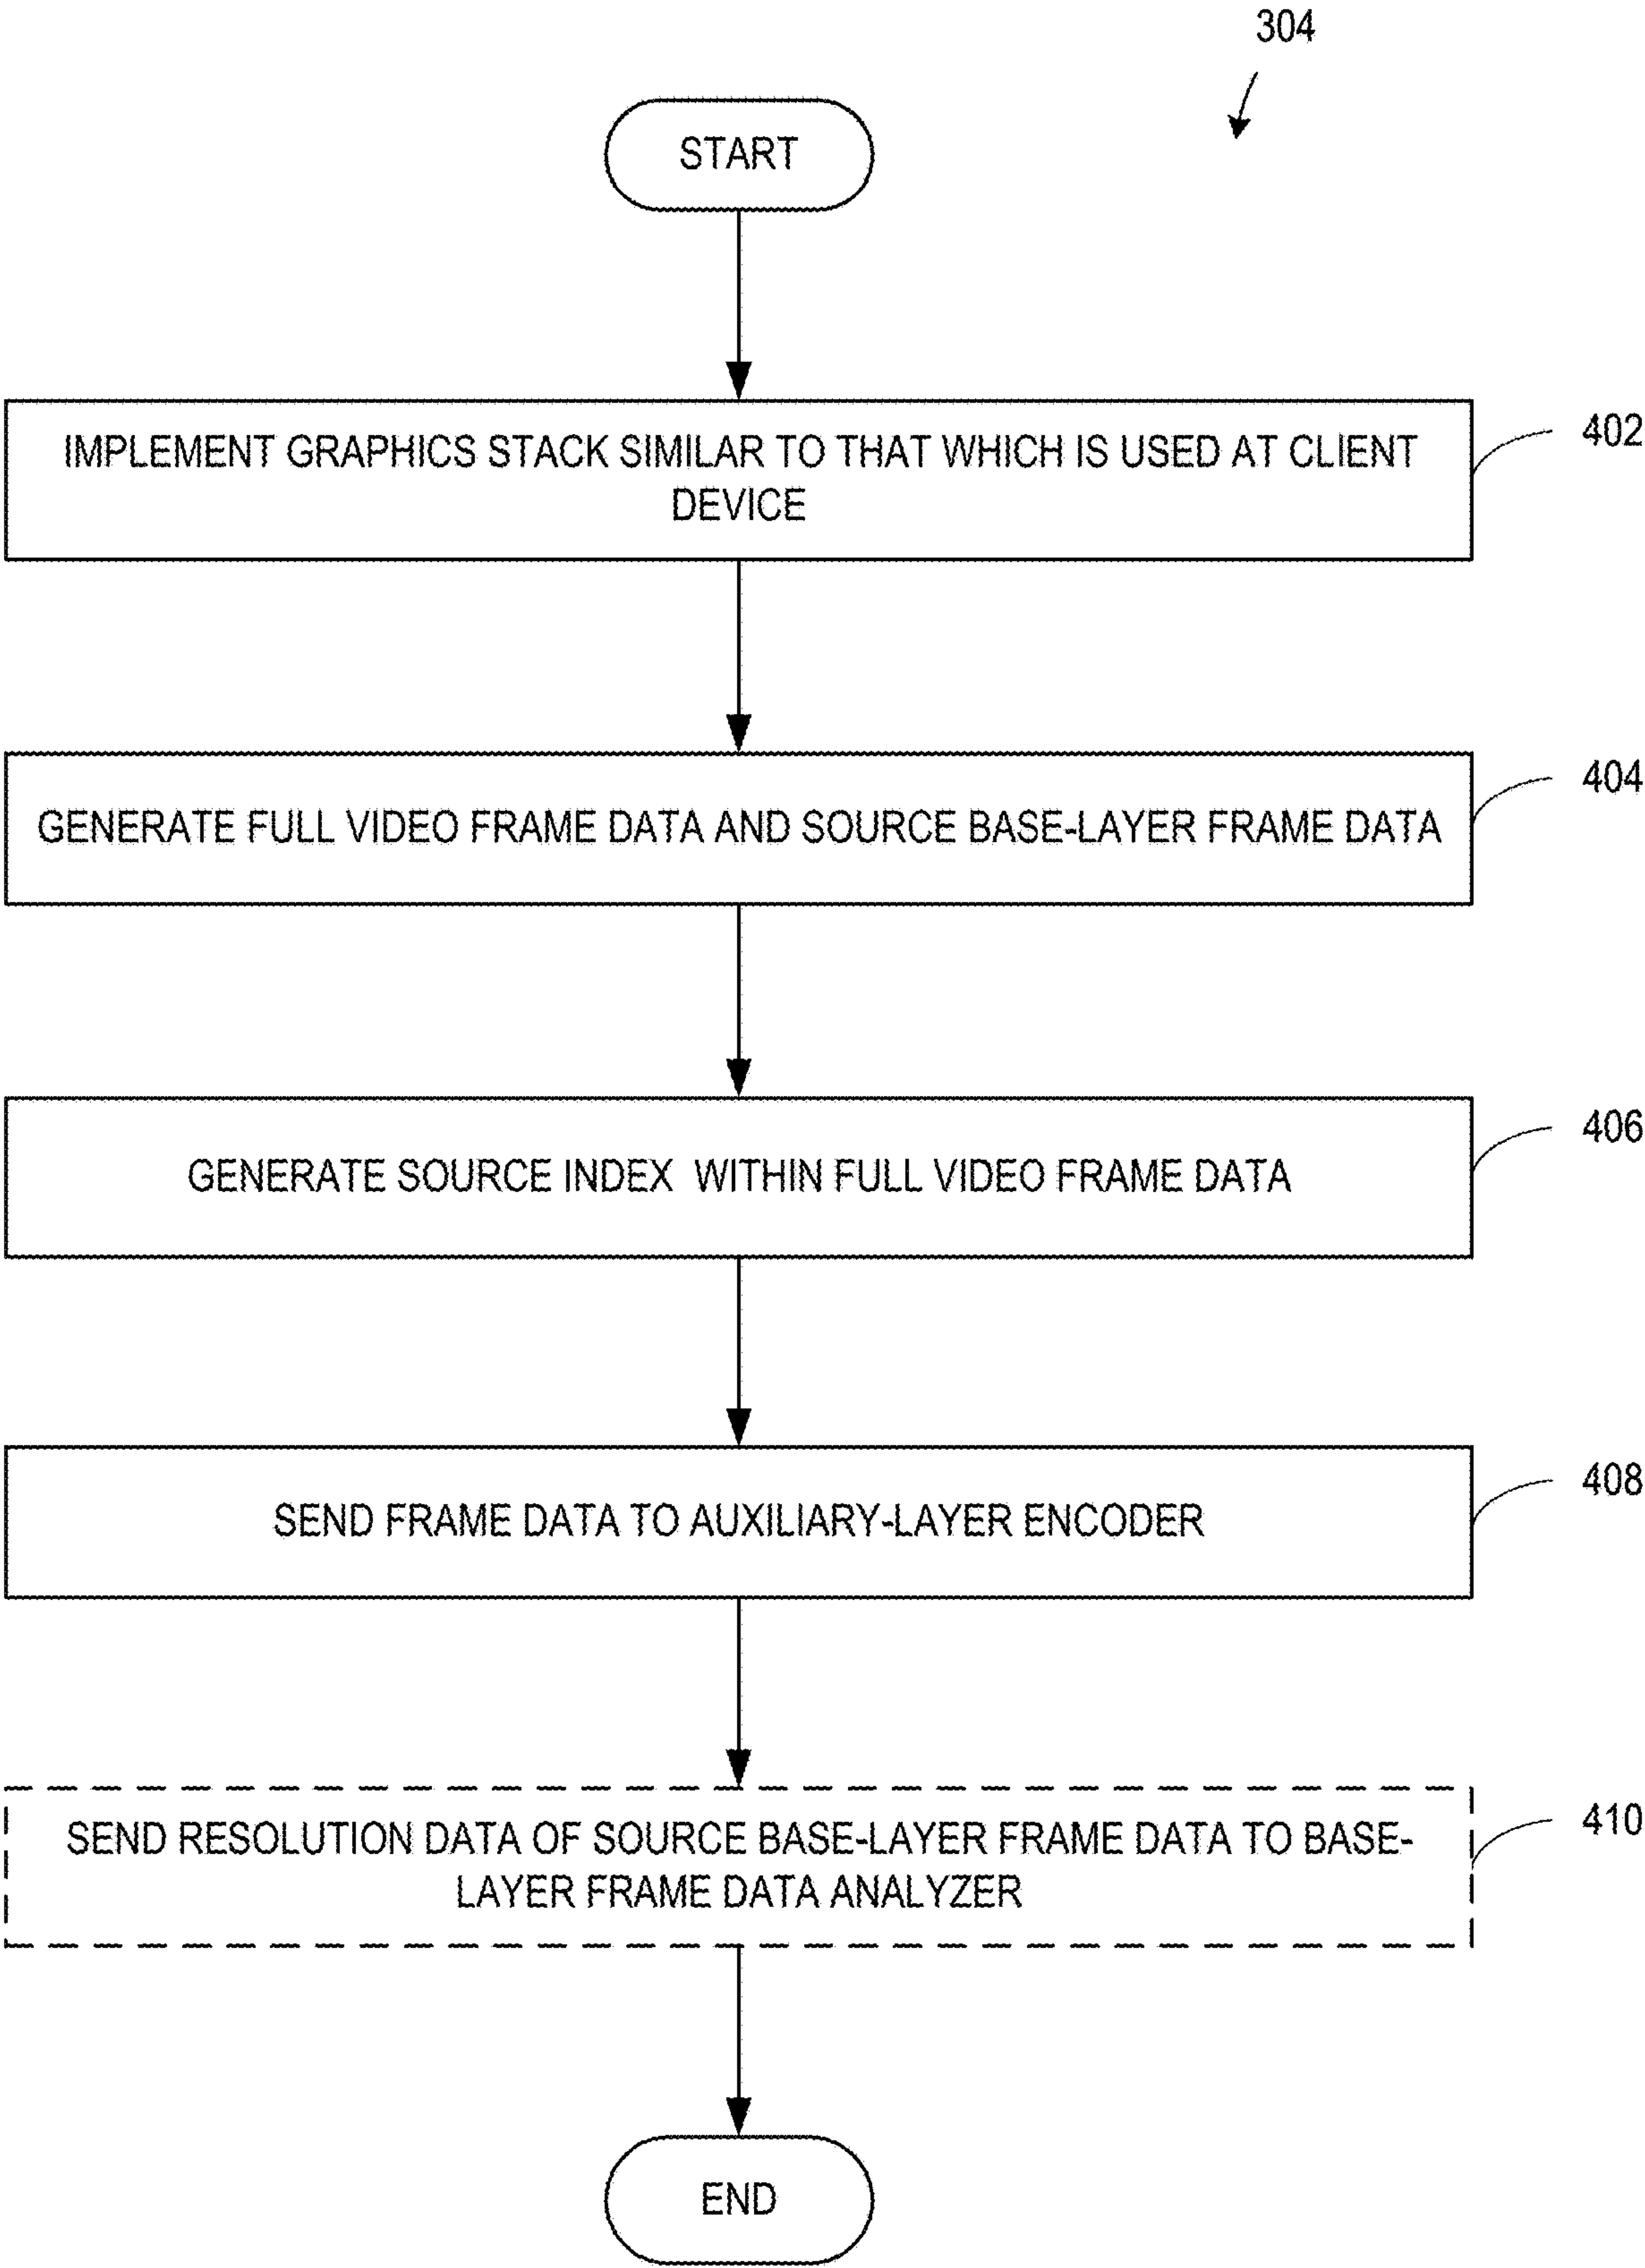 304
START
IMPLEMENT GRAPHICS STACK SIMILAR TO THAT WHICH IS USED AT CLIENT
DEVICE
402
GENERATE FULL VIDEO FRAME DATA AND SOURCE BASE-LAYER FRAME DATA
404
GENERATE SOURCE INDEX WITHIN FULL VIDEO FRAME DATA
406
SEND FRAME DATA TO AUXILIARY-LAYER ENCODER
408
SEND RESOLUTION DATA OF SOURCE BASE-LAYER FRAME DATA TO BASE-
LAYER FRAME DATA ANALYZER
410
END